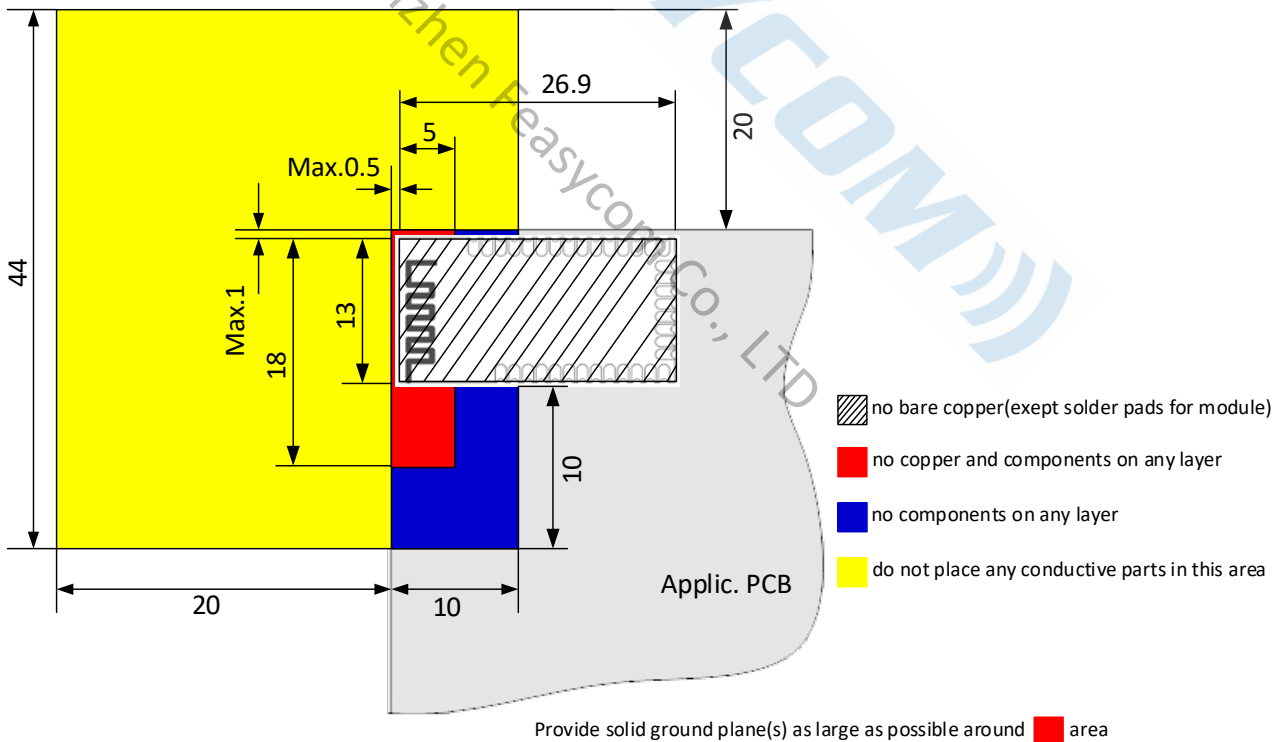 26.9
5
20
Max.0.5
44
Max.1
13
18
10
20
10
zhen Feasycom Co., LTD
YCOM
no bare copper(exept solder pads for module)
no copper and components on any layer
no components on any layer
do not place any conductive parts in this area
Applic. PCB
Provide solid ground plane(s) as large as possible around area